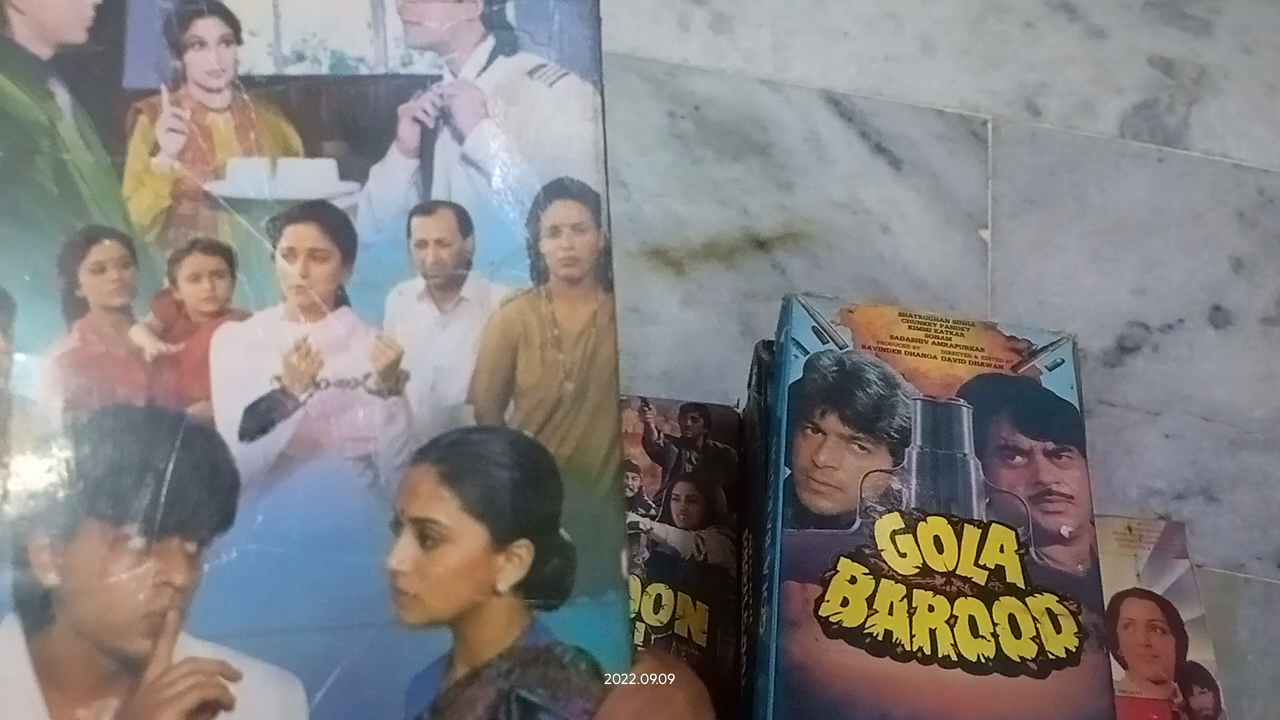 SHATRUGHAN SINHA
CHUNKEY PANDEY
KIMMI KATKAR
SONAM
SADASHIV AMRAPURKAR
PRODUCED BY
RAVINDER DHANOA
DIRECTED & EDITED BY
DAVID DHAWAN
GOLA
BAROOD
OON
2022.09.09